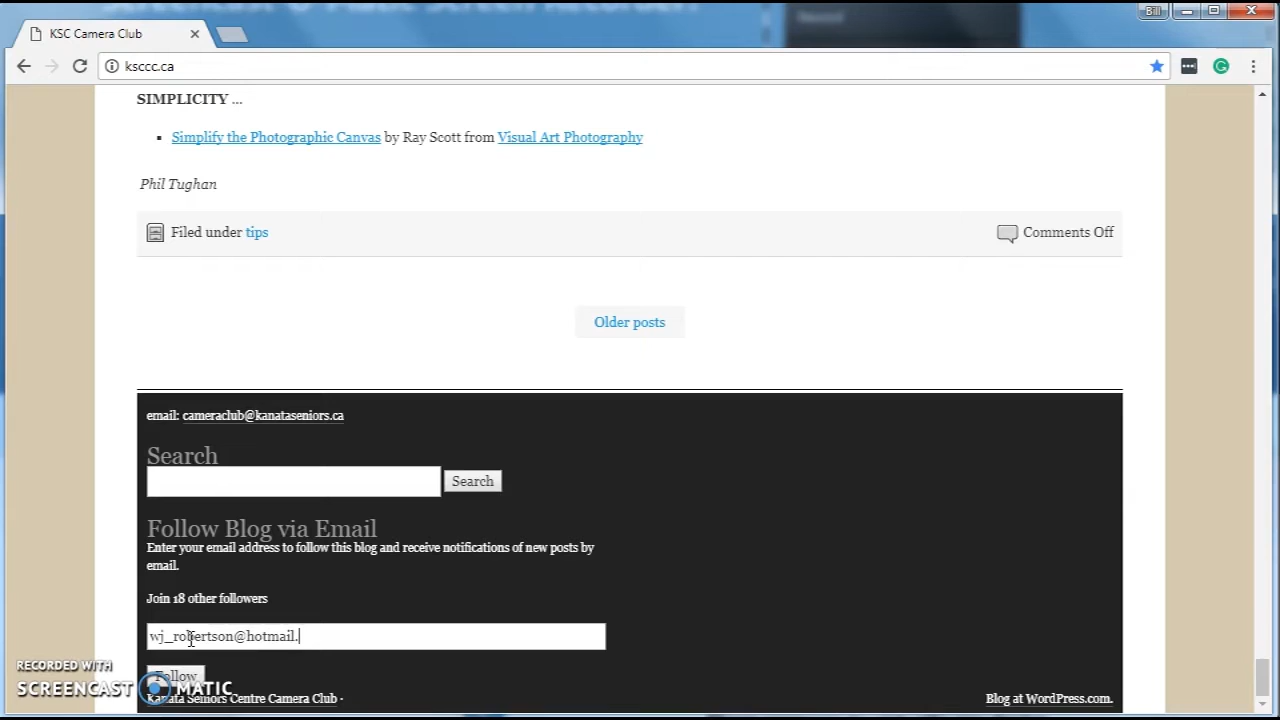 Bill
KSC Camera Club
ksccc.ca
SIMPLICITY ...
Simplify the Photographic Canvas by Ray Scott from Visual Art Photography
Phil Tughan
Filed under tips
Comments Off
Older posts
email: cameraclub@kanataseniors.ca
Search
Search
Follow Blog via Email
Enter your email address to follow this blog and receive notifications of new posts by
email.
Join 18 other followers
wj_robertson@hotmail.
Follow
Kanata Seniors Centre Camera Club ·
Blog at WordPress.com.
RECORDED WITH
SCREENCAST MATIC